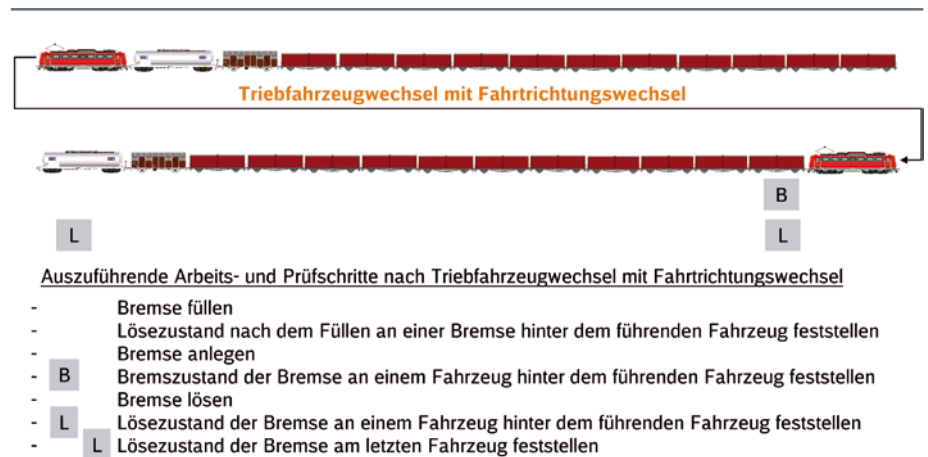 Triebfahrzeugwechsel mit Fahrtrichtungswechsel
B
L L
Auszuführende Arbeits- und Prüfschritte nach Triebfahrzeugwechsel mit Fahrtrichtungswechsel
- Bremse füllen
- Lösezustand nach dem Füllen an einer Bremse hinter dem führenden Fahrzeug feststellen
- Bremse anlegen
- B Bremszustand der Bremse an einem Fahrzeug hinter dem führenden Fahrzeug feststellen
- Bremse lösen
- L Lösezustand der Bremse an einem Fahrzeug hinter dem führenden Fahrzeug feststellen
- L Lösezustand der Bremse am letzten Fahrzeug feststellen